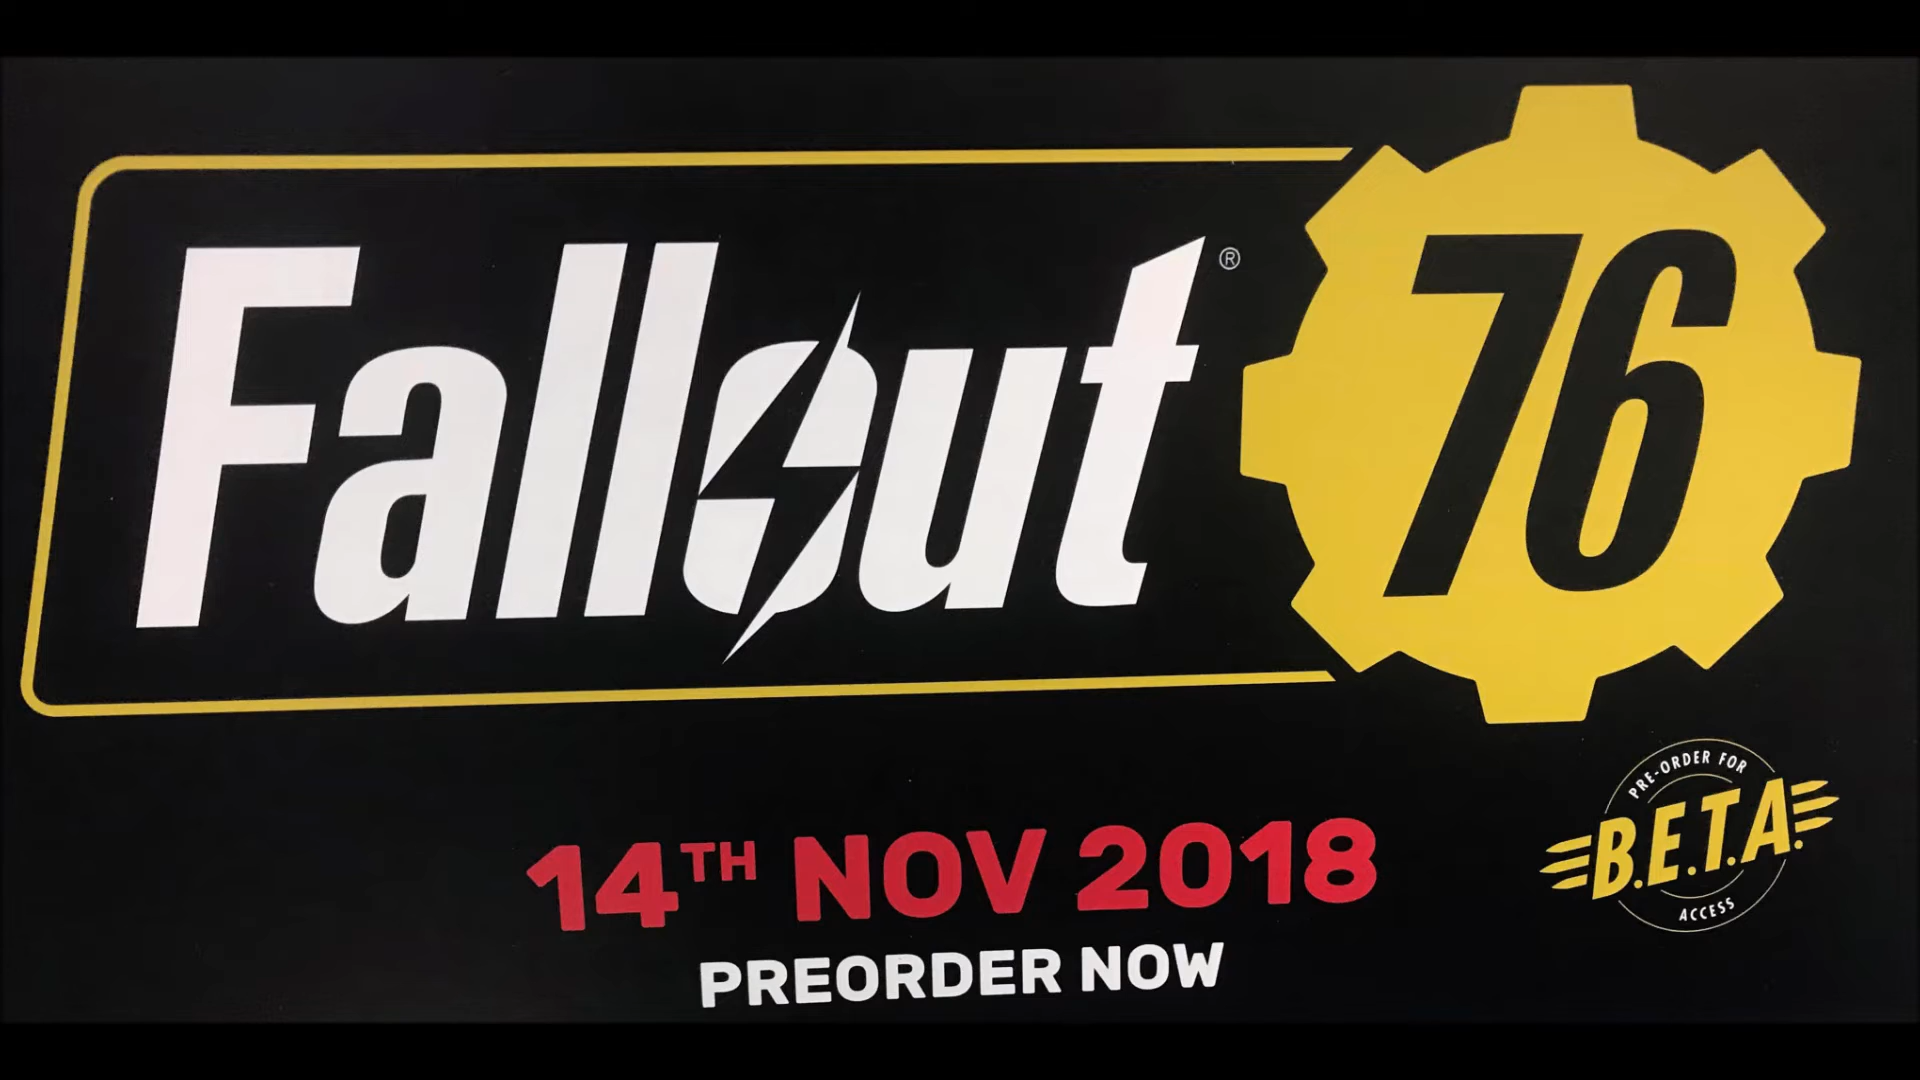 Fallout®
76
PRE-ORDER FOR
B.E.T.A.
ACCESS
14TH NOV 2018
PREORDER NOW